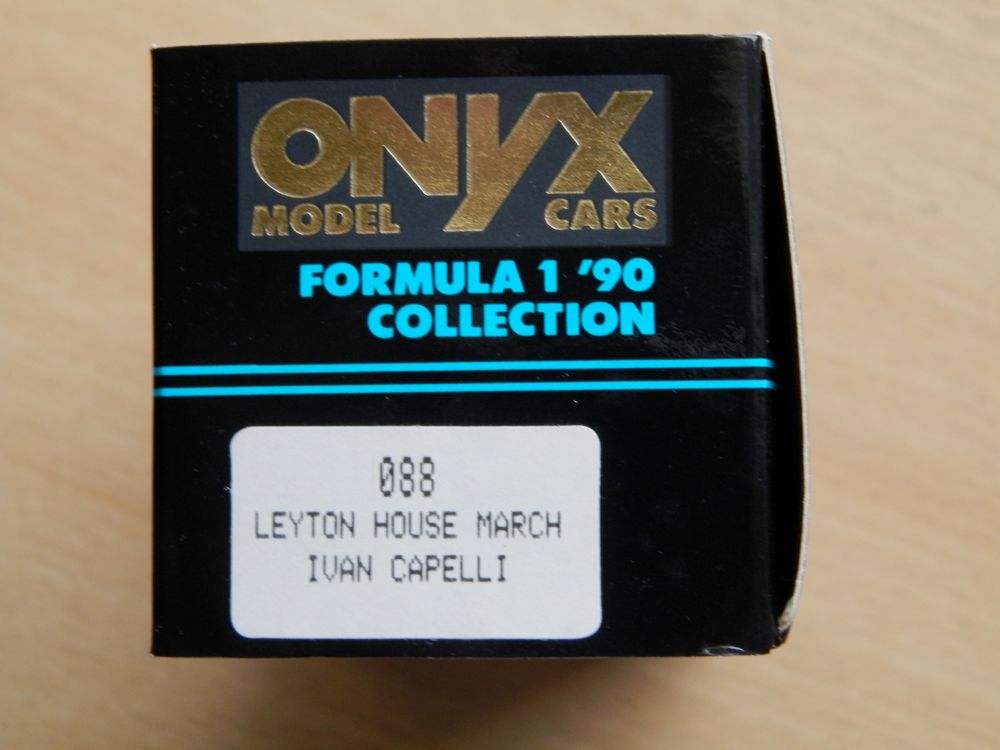 ONYX
MODEL CARS
FORMULA 1 '90
COLLECTION
088
LEYTON HOUSE MARCH
IVAN CAPELLI